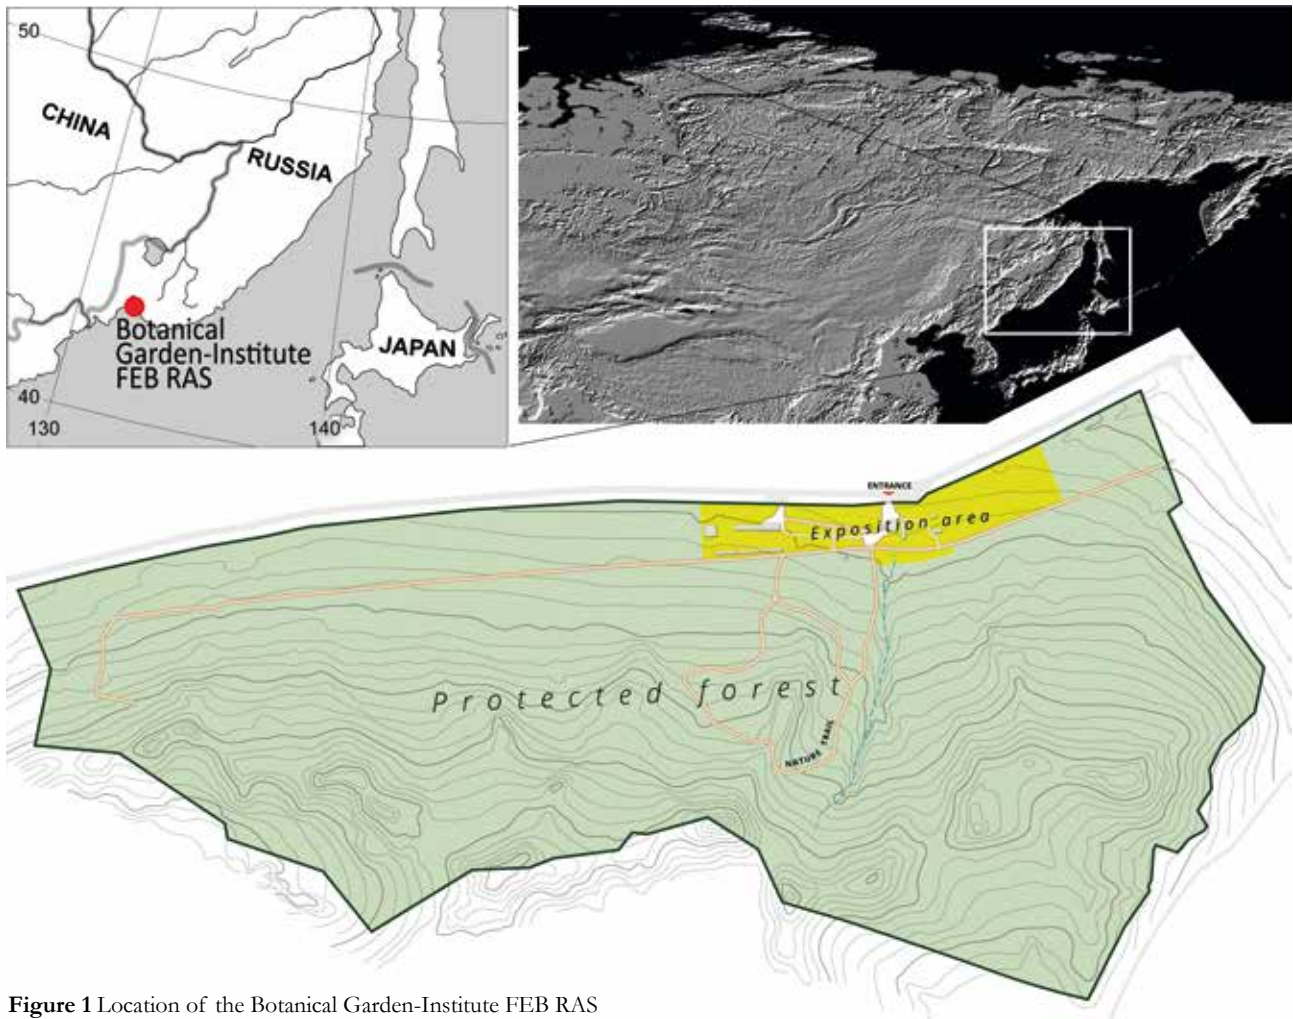 50
CHINA
RUSSIA
Botanical
Garden-Institute
FEB RAS
JAPAN
40
130
140
ENTRANCE
Exposition area
Protected forest
NATURE TRAIL
Figure 1 Location of the Botanical Garden-Institute FEB RAS